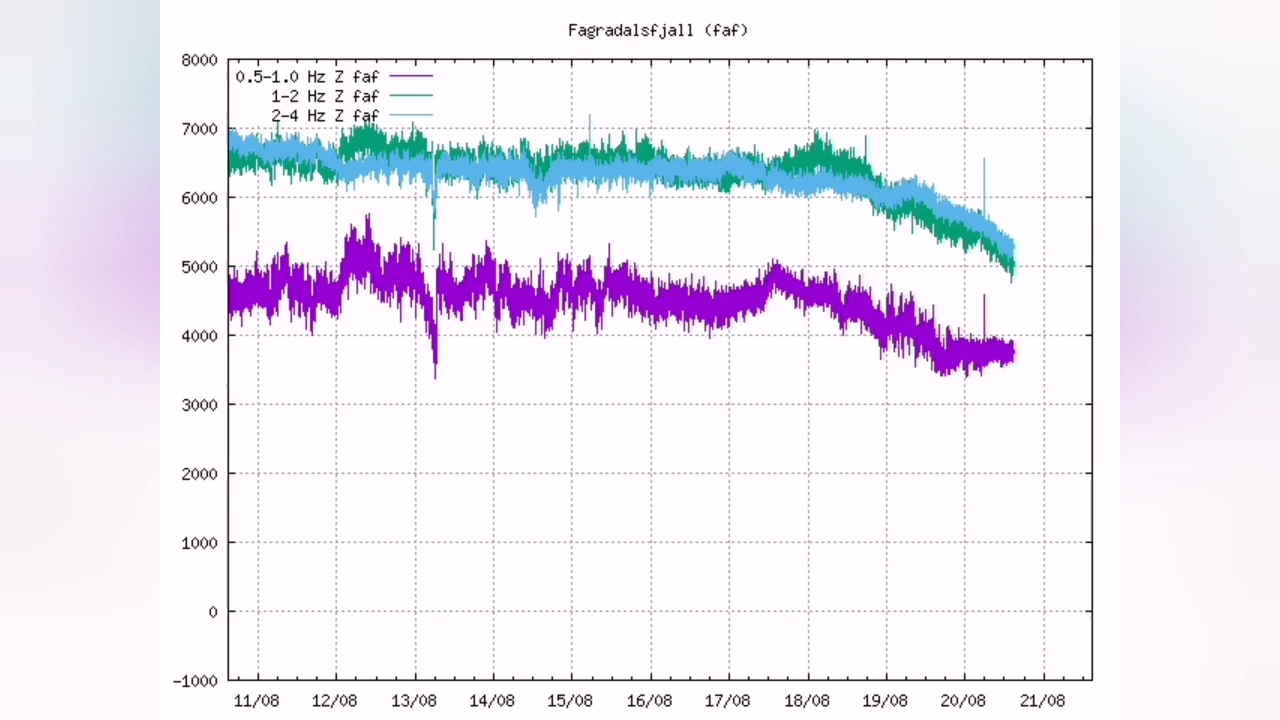 Fagradalsfjall (faf)
8000
0.5-1.0 Hz Z faf
1-2 Hz Z faf
2-4 Hz Z faf
7000
6000
5000
4000
3000
2000
1000
0
-1000
11/08 12/08 13/08 14/08 15/08 16/08 17/08 18/08 19/08 20/08 21/08